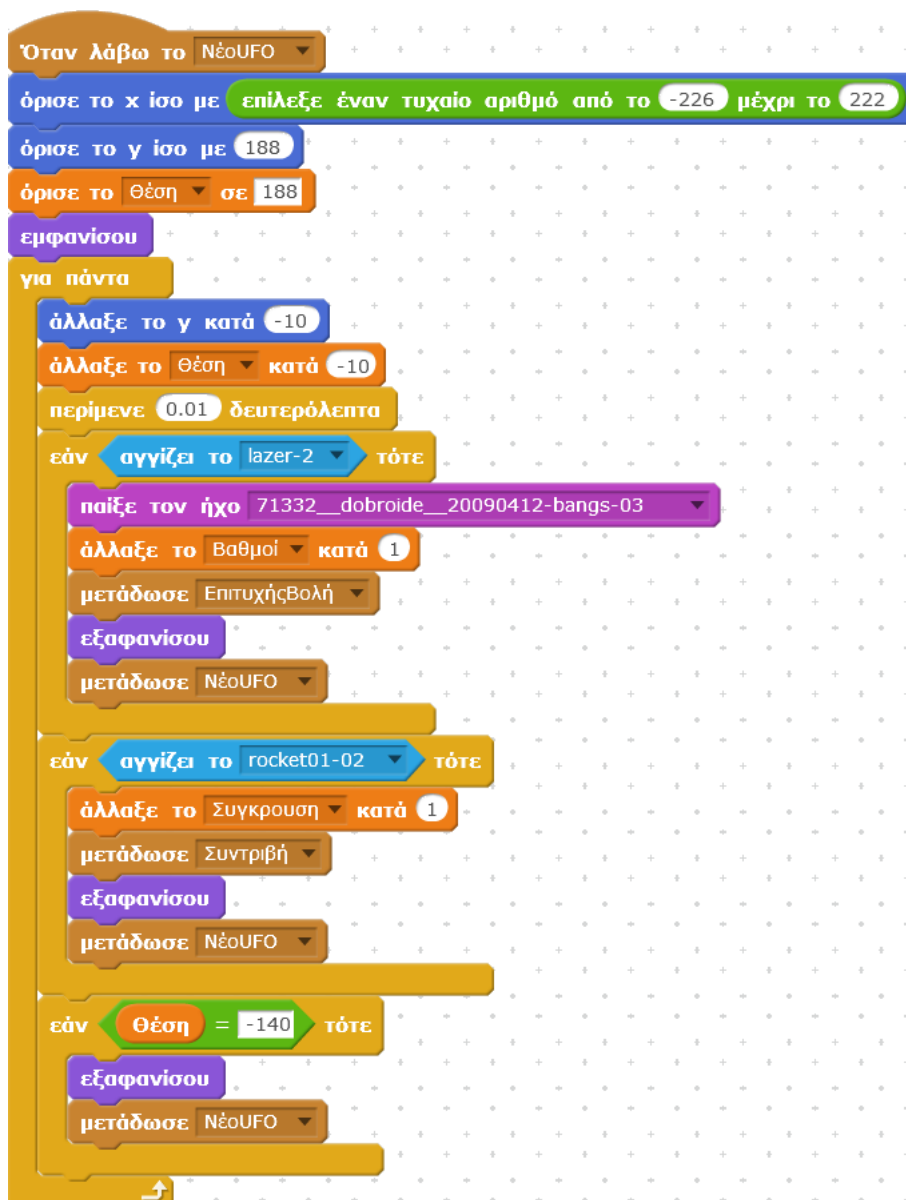 Όταν λάβω το ΝέοUFO
όρισε το x ίσο με επίλεξε έναν τυχαίο αριθμό από το -226 μέχρι το 222
όρισε το y ίσο με 188
όρισε το Θέση σε 188
εμφανίσου
για πάντα
άλλαξε το y κατά -10
άλλαξε το Θέση κατά -10
περίμενε 0.01 δευτερόλεπτα
εάν αγγίζει το lazer-2 τότε
παίξε τον ήχο 71332__dobroide__20090412-bangs-03
άλλαξε το Βαθμοί κατά 1
μετάδωσε ΕπιτυχήςΒολή
εξαφανίσου
μετάδωσε ΝέοUFO
εάν αγγίζει το rocket01-02 τότε
άλλαξε το Συγκρουση κατά 1
μετάδωσε Συντριβή
εξαφανίσου
μετάδωσε ΝέοUFO
εάν Θέση = -140 τότε
εξαφανίσου
μετάδωσε ΝέοUFO